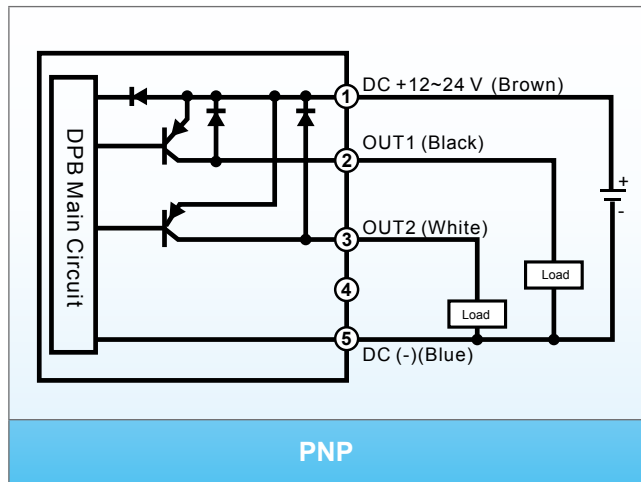 DPB Main Circuit
1
DC +12~24 V (Brown)
2
OUT1 (Black)
+
-
3
OUT2 (White)
Load
4
Load
5
DC (-)(Blue)
PNP